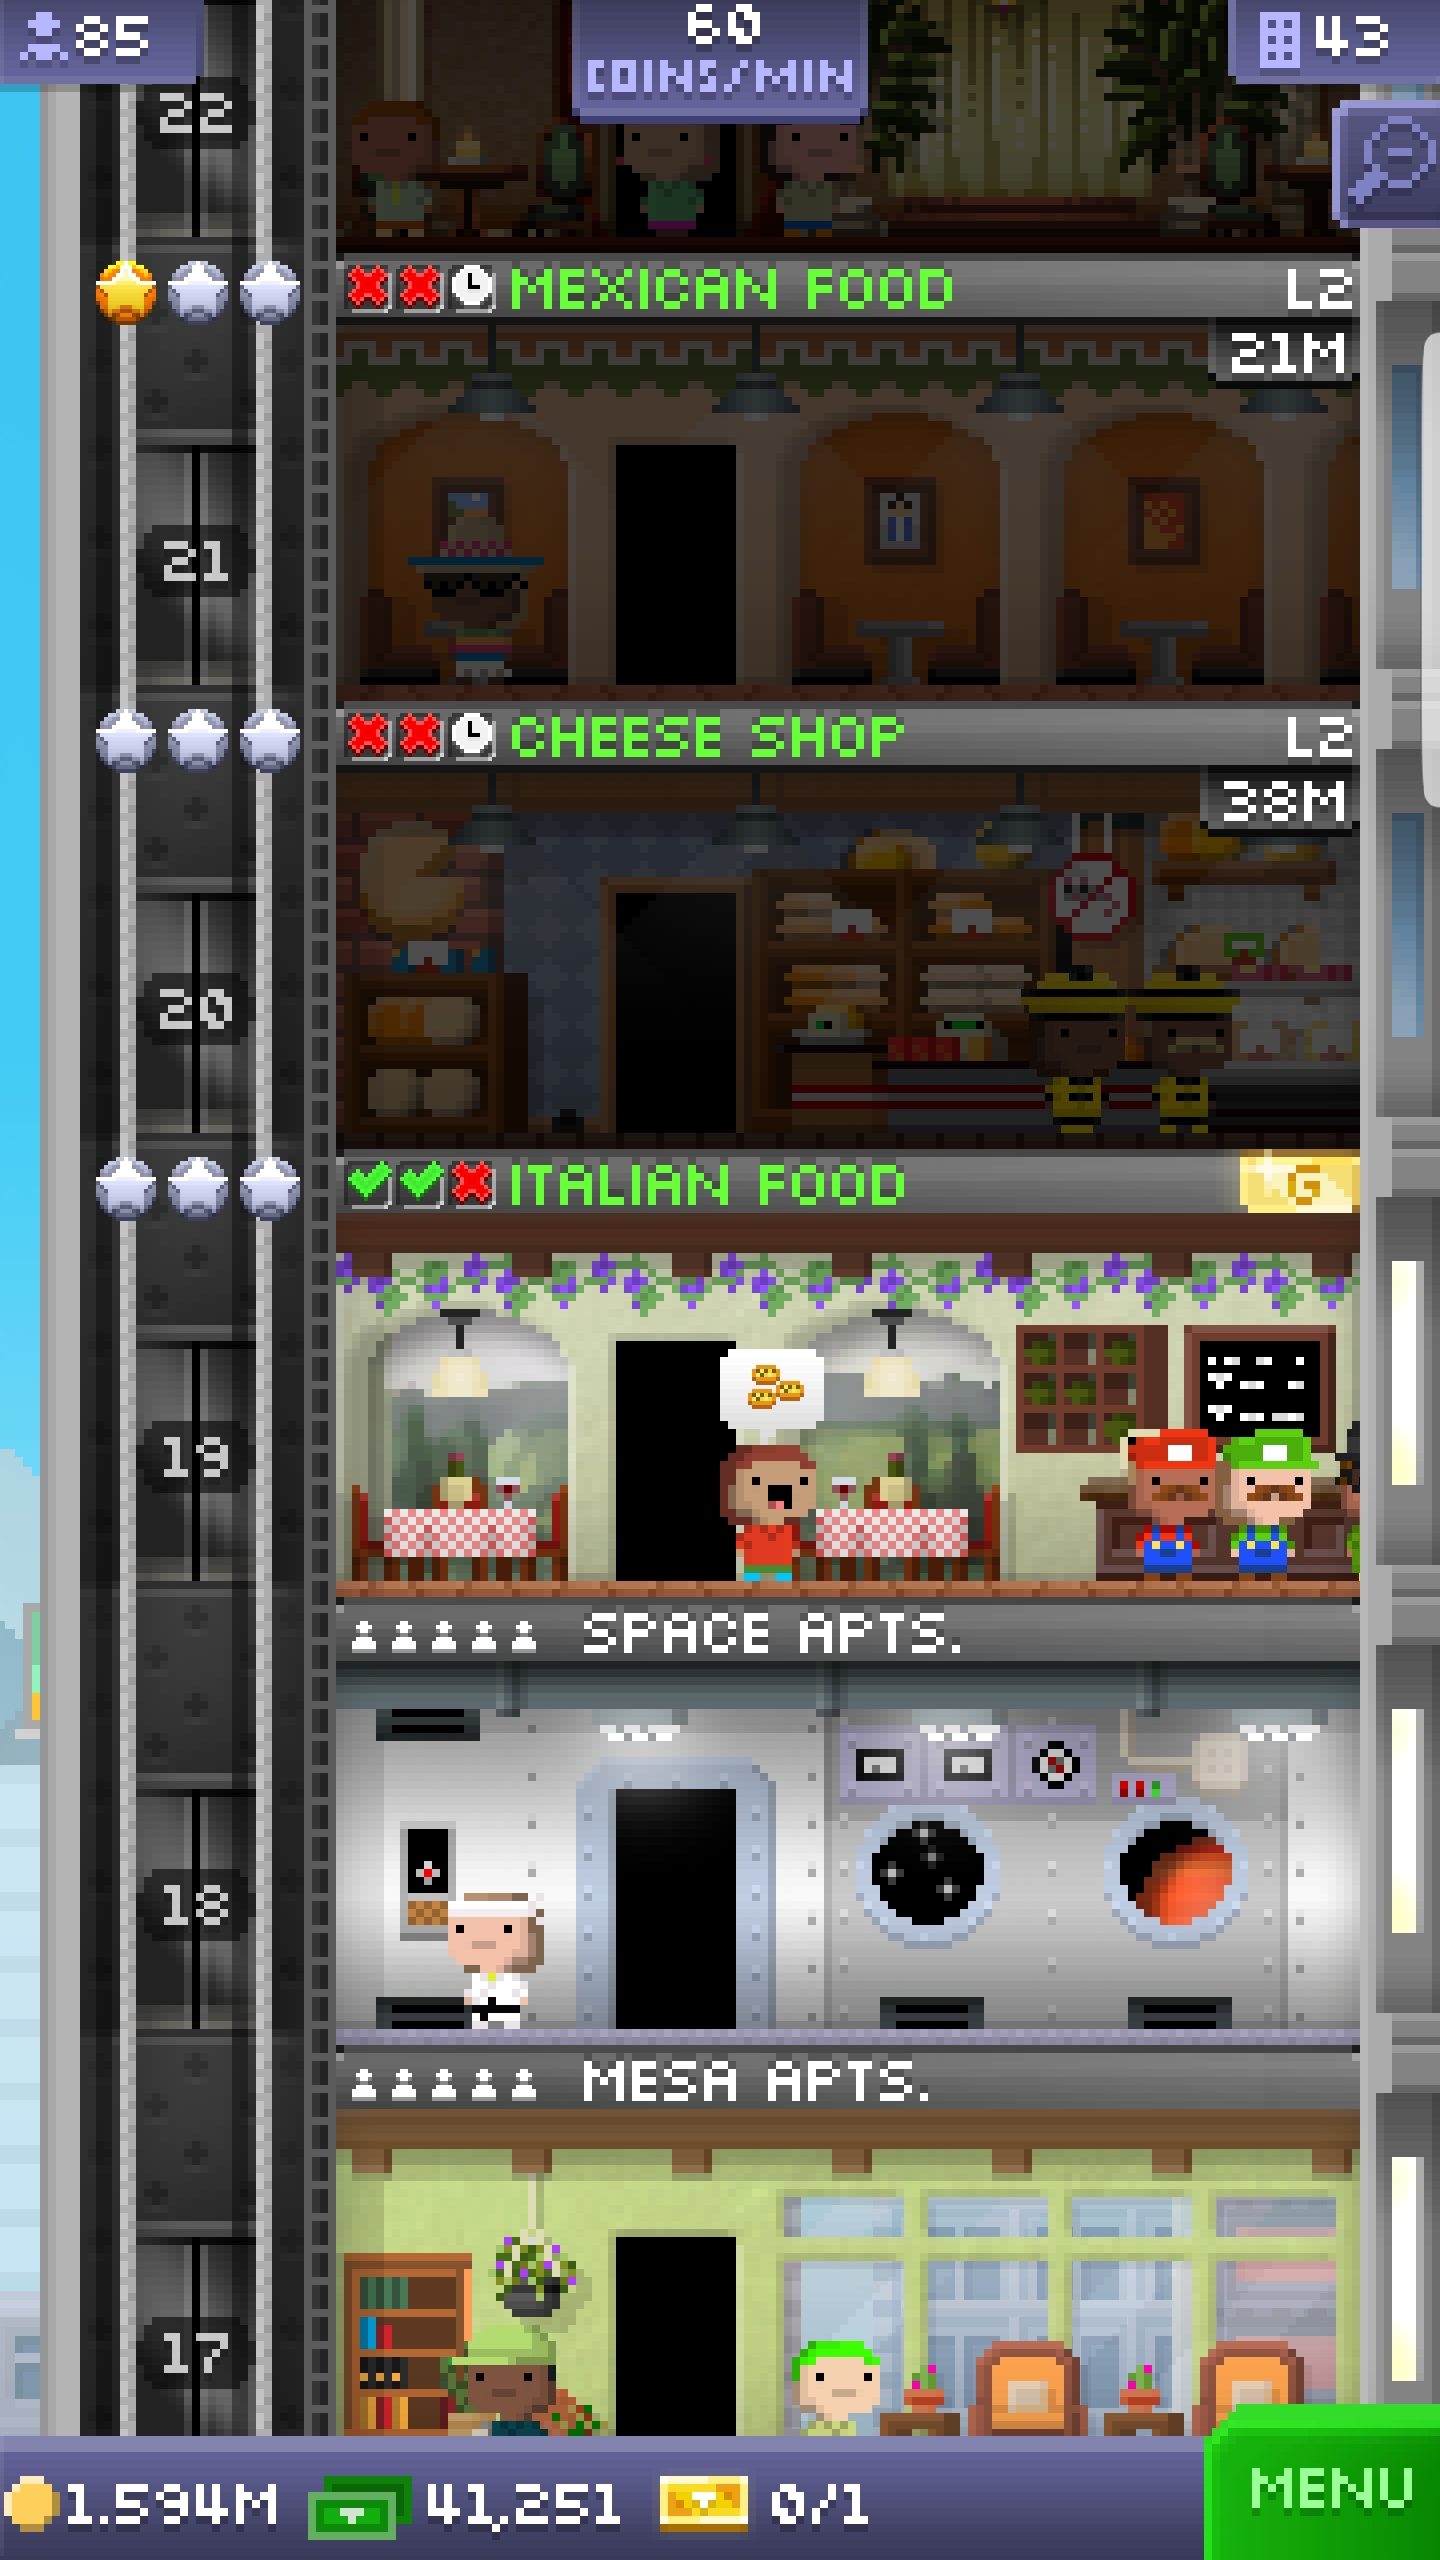 85
60
COINS/MIN
43
22
MEXICAN FOOD
L2
21M
21
CHEESE SHOP
L2
38M
20
ITALIAN FOOD
G
19
SPACE APTS.
18
MESA APTS.
17
1.594M
41,251
0/1
MENU